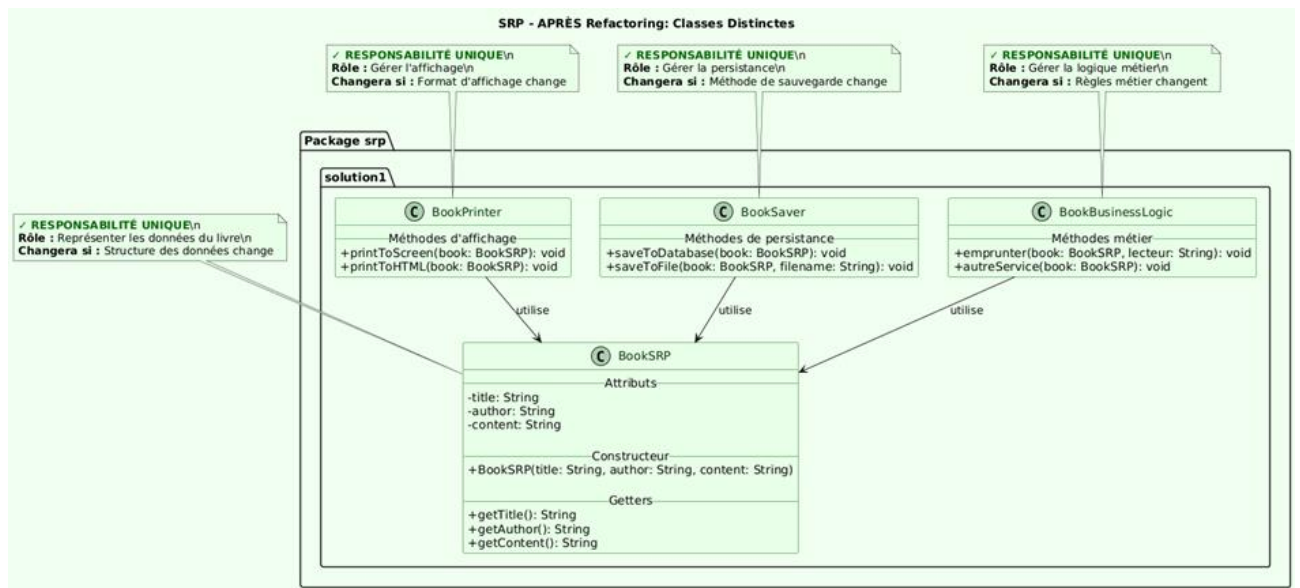 SRP - APRÈS Refactoring: Classes Distinctes
✓ RESPONSABILITÉ UNIQUE\n
Rôle : Gérer l'affichage\n
Changera si : Format d'affichage change
✓ RESPONSABILITÉ UNIQUE\n
Rôle : Gérer la persistance\n
Changera si : Méthode de sauvegarde change
✓ RESPONSABILITÉ UNIQUE\n
Rôle : Gérer la logique métier\n
Changera si : Règles métier changent
Package srp
solution1
✓ RESPONSABILITÉ UNIQUE\n
Rôle : Représenter les données du livre\n
Changera si : Structure des données change
C BookPrinter
Méthodes d'affichage
+printToScreen(book: BookSRP): void
+printToHTML(book: BookSRP): void
C BookSaver
Méthodes de persistance
+saveToDatabase(book: BookSRP): void
+saveToFile(book: BookSRP, filename: String): void
C BookBusinessLogic
Méthodes métier
+emprunter(book: BookSRP, lecteur: String): void
+autreService(book: BookSRP): void
utilise
utilise
utilise
C BookSRP
Attributs
-title: String
-author: String
-content: String
Constructeur
+BookSRP(title: String, author: String, content: String)
Getters
+getTitle(): String
+getAuthor(): String
+getContent(): String